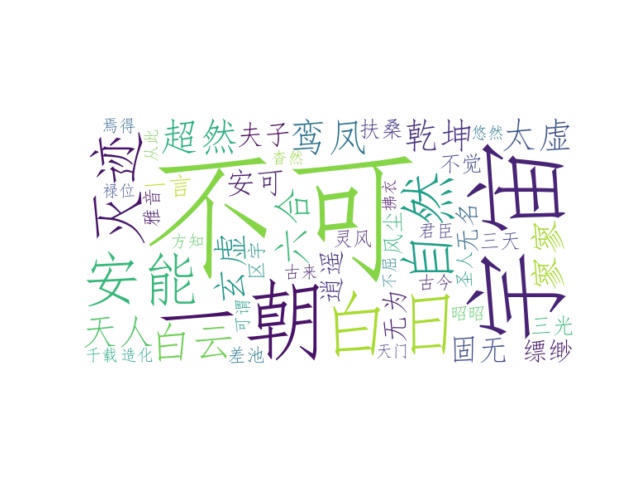 不可
宇宙
一朝
白日
自然
安能
灭迹
六合
玄虚
白云
天人
超然
鸾凤
乾坤
太虚
夫子
安可
一言
逍遥
无为
固无
缥缈
寥寥
三光
三天
无名
扶桑
悠然
不觉
焉得
从此
杳然
禄位
雅音
方知
区宇
古来
灵风
风尘
不屈
拂衣
君臣
圣人
古今
昭昭
天门
可谓
差池
千载
造化